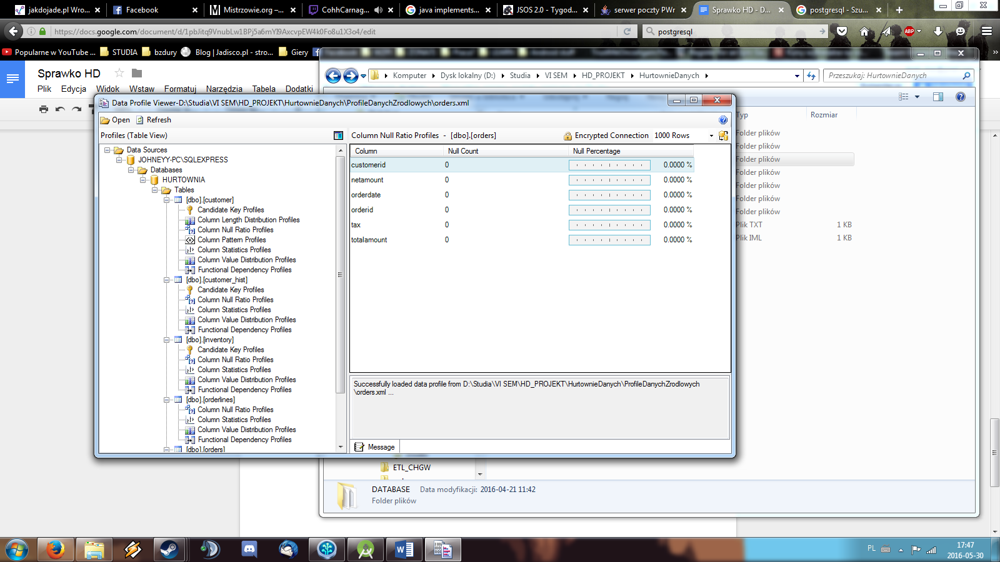 jakdojade.pl Wro...
Facebook
Mistrzowie.org –...
CohhCarnag...
java implements...
JSOS 2.0 - Tygod...
serwer poczty PWr
Sprawko HD - D...
postgresql - Szu...
https://docs.google.com/document/d/1pbJitq9VnubLw1BPj5a6mYI9AxcvpEW4k0Fo8u1X3o4/edit
postgresql
ABP
Popularne w YouTube – ...
STUDIA
bzdury
Blog | Jadisco.pl - stro...
Giery
Sprawko HD
Plik Edycja Widok Wstaw Formatuj Narzędzia Tabela Dodatki
Komputer
Dysk lokalny (D:)
Studia
VI SEM
HD_PROJEKT
HurtownieDanych
Przeszukaj: HurtownieDanych
Data Profile Viewer-D:\Studia\VI SEM\HD_PROJEKT\HurtownieDanych\ProfileDanychZrodlowych\orders.xml
Open Refresh
Profiles (Table View)
Data Sources
JOHNEYY-PC\SQLEXPRESS
Databases
HURTOWNIA
Tables
[dbo].[customer]
Candidate Key Profiles
Column Length Distribution Profiles
Column Null Ratio Profiles
Column Pattern Profiles
Column Statistics Profiles
Column Value Distribution Profiles
Functional Dependency Profiles
[dbo].[customer_hist]
Candidate Key Profiles
Column Null Ratio Profiles
Column Statistics Profiles
Column Value Distribution Profiles
Functional Dependency Profiles
[dbo].[inventory]
Candidate Key Profiles
Column Null Ratio Profiles
Column Statistics Profiles
Column Value Distribution Profiles
Functional Dependency Profiles
[dbo].[orderlines]
Column Null Ratio Profiles
Column Statistics Profiles
Column Value Distribution Profiles
Functional Dependency Profiles
[dbo].[orders]
Column Null Ratio Profiles - [dbo].[orders]
Encrypted Connection 1000 Rows
Column Null Count Null Percentage
customerid 0 0.0000 %
netamount 0 0.0000 %
orderdate 0 0.0000 %
orderid 0 0.0000 %
tax 0 0.0000 %
totalamount 0 0.0000 %
Successfully loaded data profile from D:\Studia\VI SEM\HD_PROJEKT\HurtownieDanych\ProfileDanychZrodlowych
\orders.xml ...
Message
Typ Rozmiar
Folder plików
Folder plików
Folder plików
Folder plików
Folder plików
Folder plików
Folder plików
Plik TXT 1 KB
Plik IML 1 KB
ETL_CHGW
DATABASE Data modyfikacji: 2016-04-21 11:42
Folder plików
PL
17:47
2016-05-30